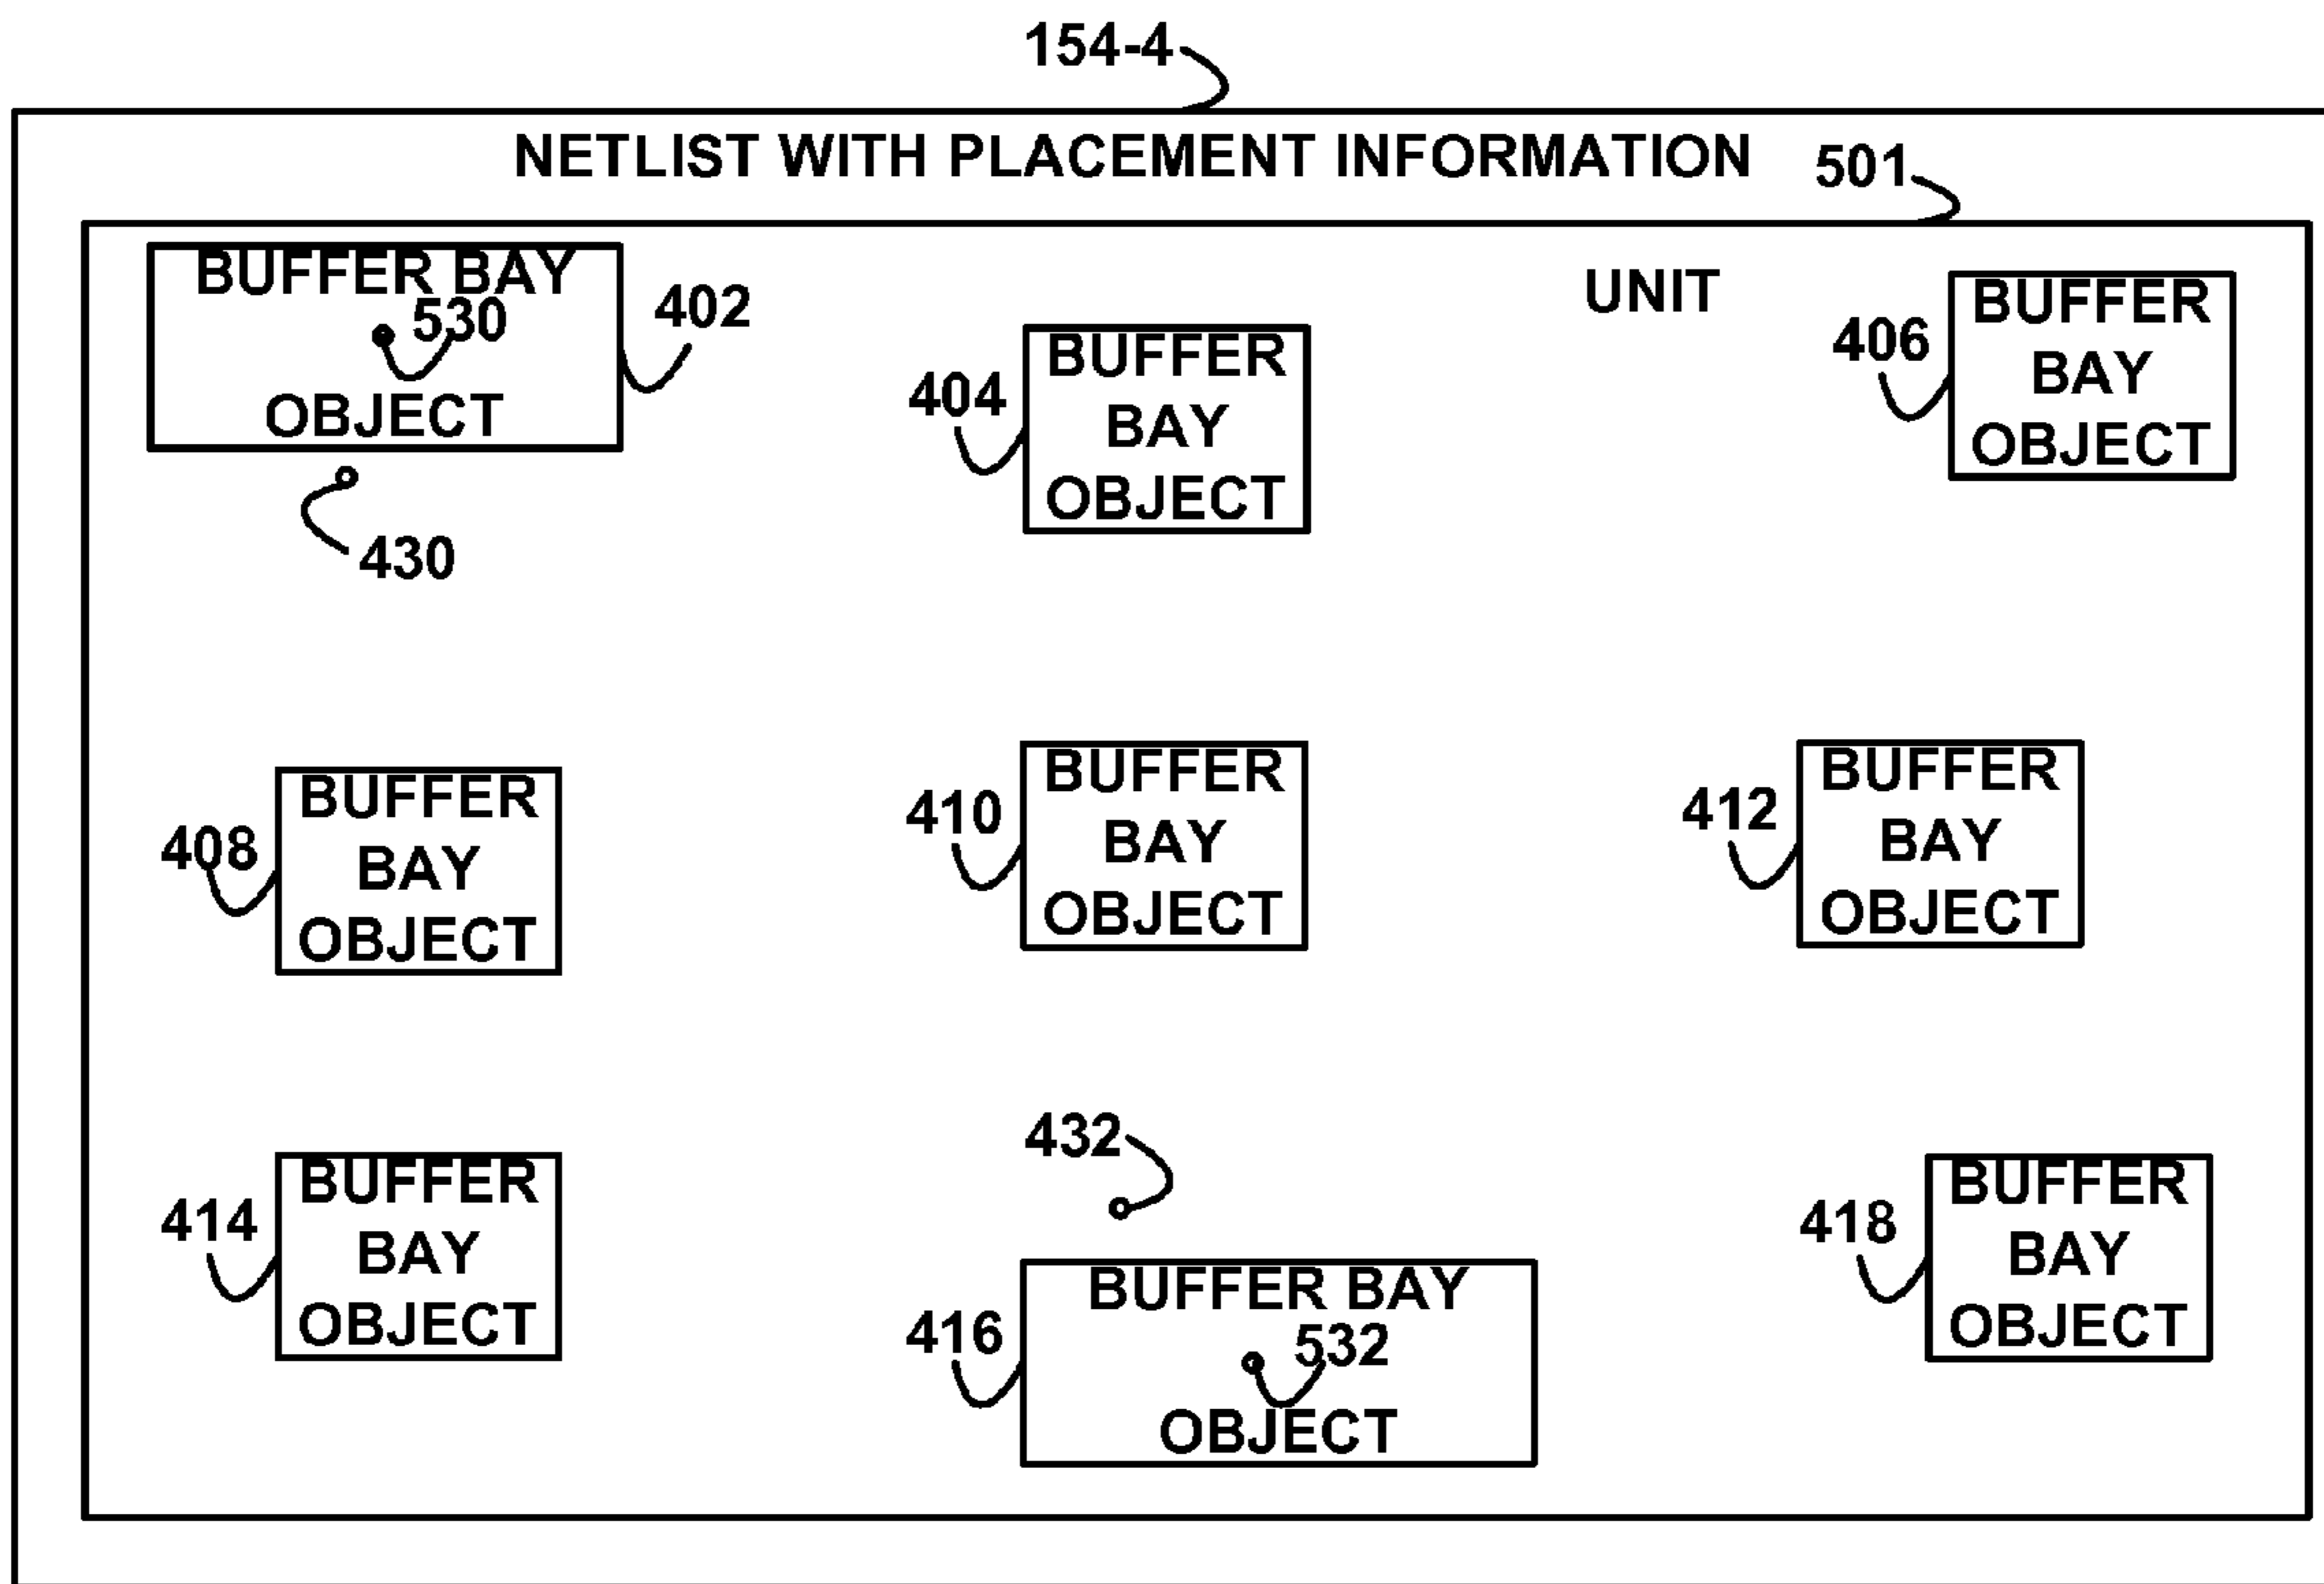 154-4
NETLIST WITH PLACEMENT INFORMATION
501
BUFFER BAY
530
OBJECT
402
430
UNIT
404
BUFFER
BAY
OBJECT
406
BUFFER
BAY
OBJECT
408
BUFFER
BAY
OBJECT
410
BUFFER
BAY
OBJECT
412
BUFFER
BAY
OBJECT
414
BUFFER
BAY
OBJECT
432
416
BUFFER BAY
532
OBJECT
418
BUFFER
BAY
OBJECT